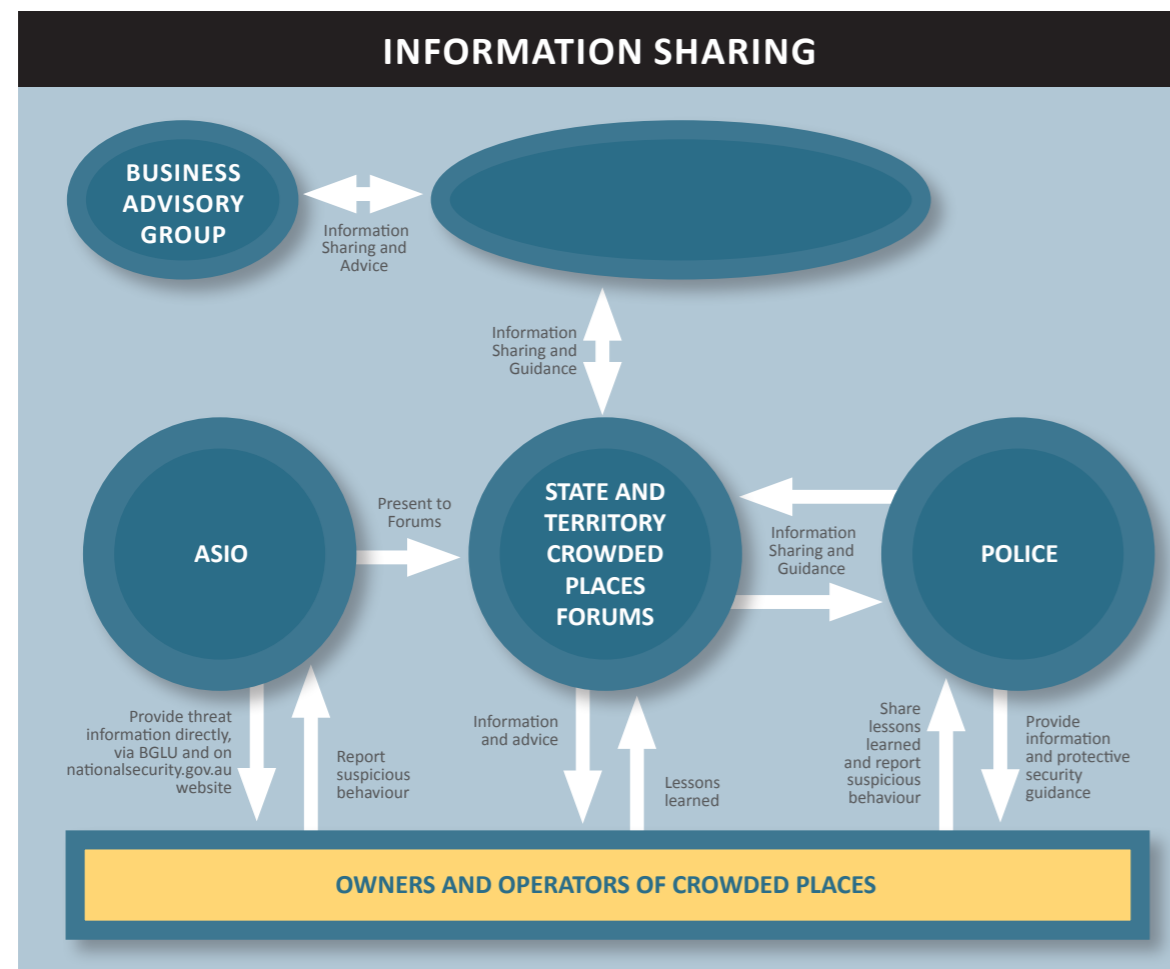 INFORMATION SHARING
BUSINESS
ADVISORY
GROUP
Information
Sharing and
Advice
Information
Sharing and
Guidance
ASIO
Present to
Forums
STATE AND
TERRITORY
CROWDED
PLACES
FORUMS
Information
Sharing and
Guidance
POLICE
Provide threat
information directly,
via BGLU and on
nationalsecurity.gov.au
website
Report
suspicious
behaviour
Information
and advice
Lessons
learned
Share
lessons
learned
and report
suspicious
behaviour
Provide
information
and protective
security
guidance
OWNERS AND OPERATORS OF CROWDED PLACES